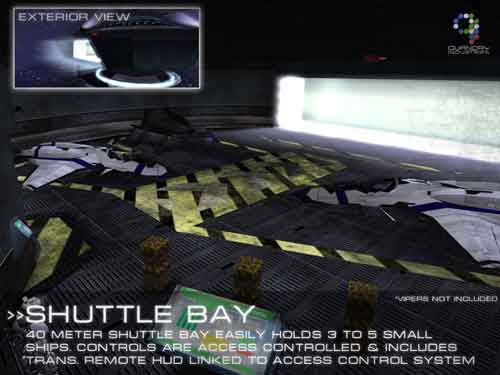 EXTERIOR VIEW
INDUSTRIES
*VIPERS NOT INCLUDED
>>SHUTTLE BAY
40 METER SHUTTLE BAY EASILY HOLDS 3 TO 5 SMALL
SHIPS. CONTROLS ARE ACCESS CONTROLLED & INCLUDES
*TRANS. REMOTE HUD LINKED TO ACCESS CONTROL SYSTEM